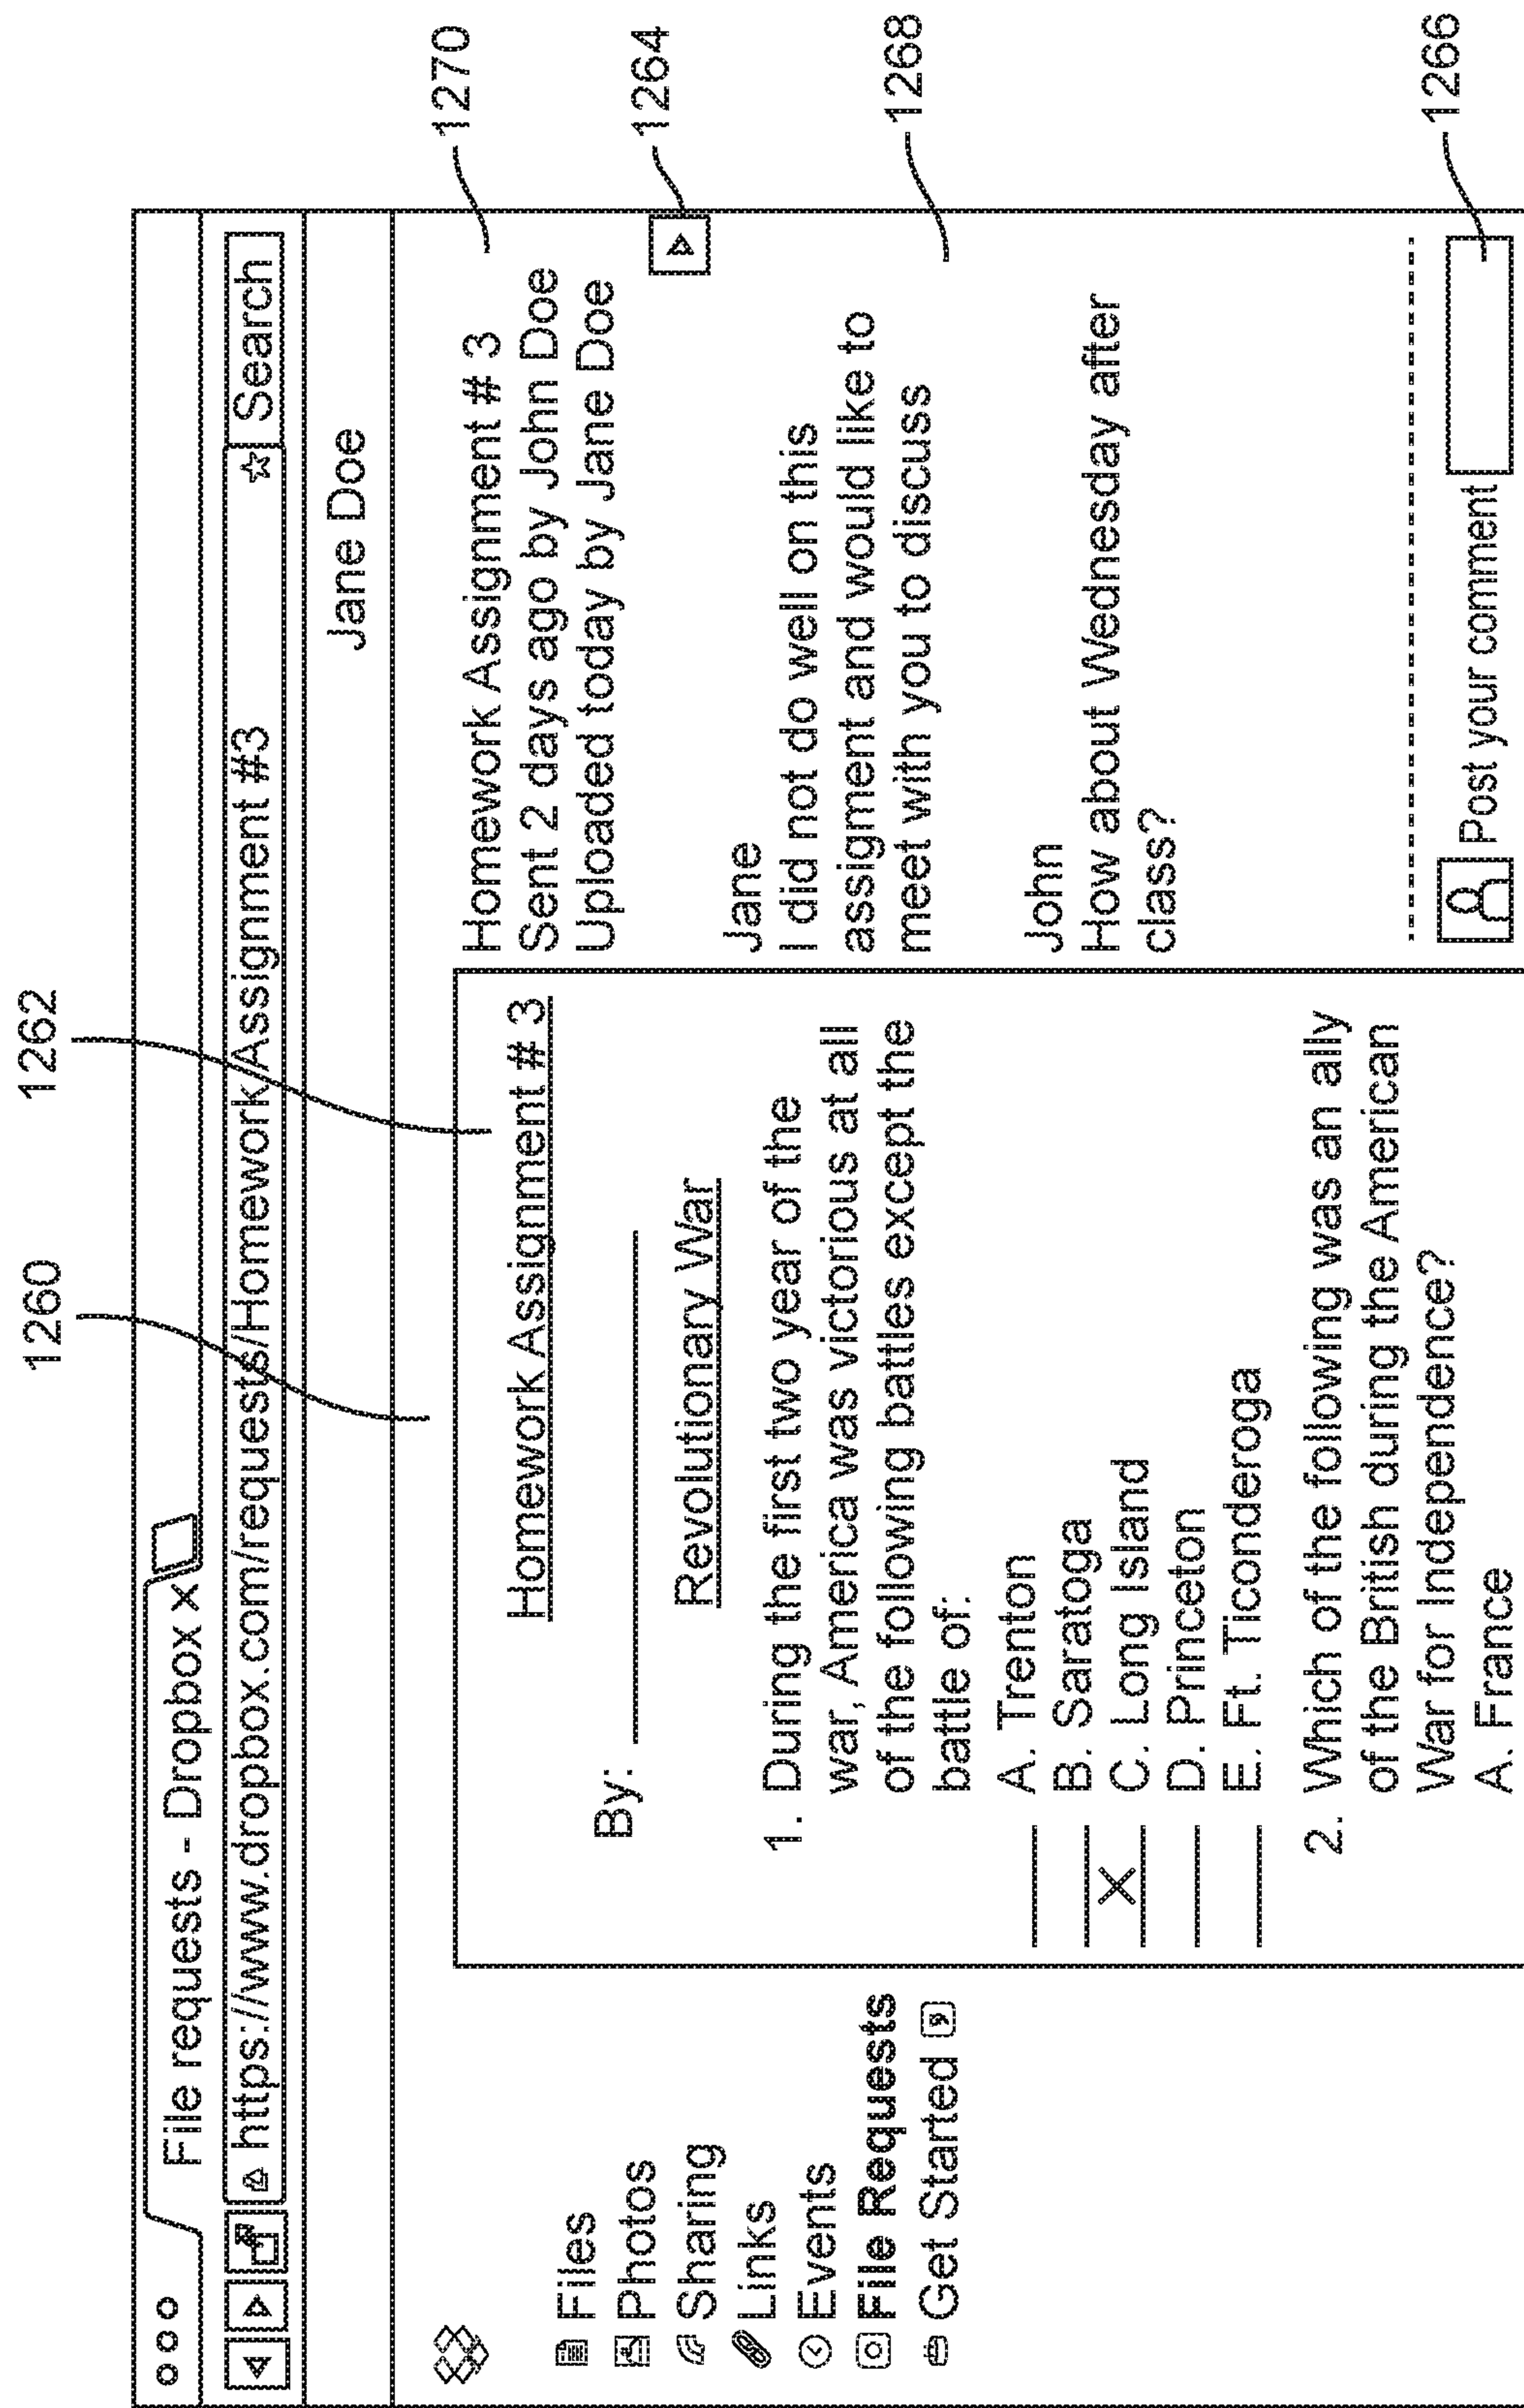 1260
1262
File requests - Dropbox x
https://www.dropbox.com/requests/HomeworkAssignment #3
Search
Jane Doe
Files
Photos
Sharing
Links
Events
File Requests
Get Started
Homework Assignment # 3
By:
Revolutionary War
1. During the first two year of the
war, America was victorious at all
of the following battles except the
battle of:
A. Trenton
B. Saratoga
X C. Long Island
D. Princeton
E. Ft. Ticonderoga
2. Which of the following was an ally
of the British during the American
War for Independence?
A. France
Homework Assignment # 3
Sent 2 days ago by John Doe
Uploaded today by Jane Doe
Jane
I did not do well on this
assigment and would like to
meet with you to discuss
John
How about Wednesday after
class?
Post your comment
1270
1264
1268
1266